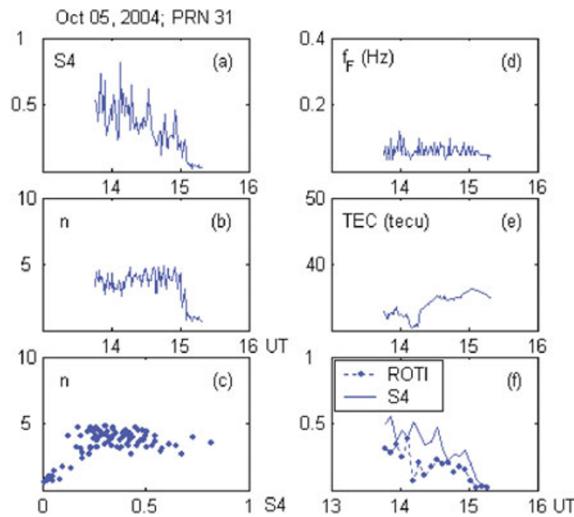 Oct 05, 2004; PRN 31
1 S4 (a) 0.4 f_F (Hz) (d)
0.5 0.2
14 15 16 14 15 16
10 n (b) 50 TEC (tecu) (e)
5 40
14 15 16 UT 14 15 16
10 n (c) 1 ROTI (f)
S4
5 0.5
0 0.5 1 S4 13 14 15 16 UT